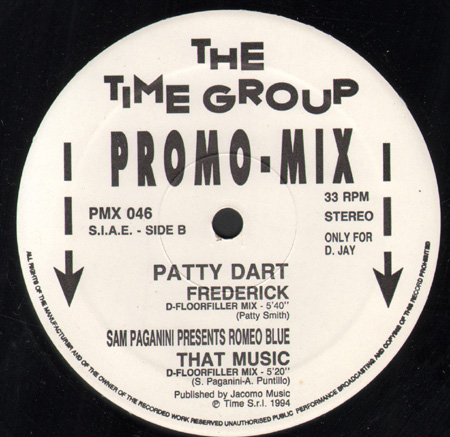 THE
TIME GROUP
PROMO-MIX
PMX 046
S.I.A.E. - SIDE B
33 RPM
STEREO
ONLY FOR
D. JAY
PATTY DART
FREDERICK
D-FLOORFILLER MIX - 5'40"
(Patty Smith)
SAM PAGANINI PRESENTS ROMEO BLUE
THAT MUSIC
D-FLOORFILLER MIX - 5'20"
(S. Paganini-A. Puntillo)
Published by Jacomo Music
℗ Time S.r.l. 1994
ALL RIGHTS OF THE MANUFACTURER AND OF THE OWNER OF THE RECORDED WORK RESERVED UNAUTHORISED PUBLIC PERFORMANCE BROADCASTING AND COPYING OF THIS RECORD PROHIBITED